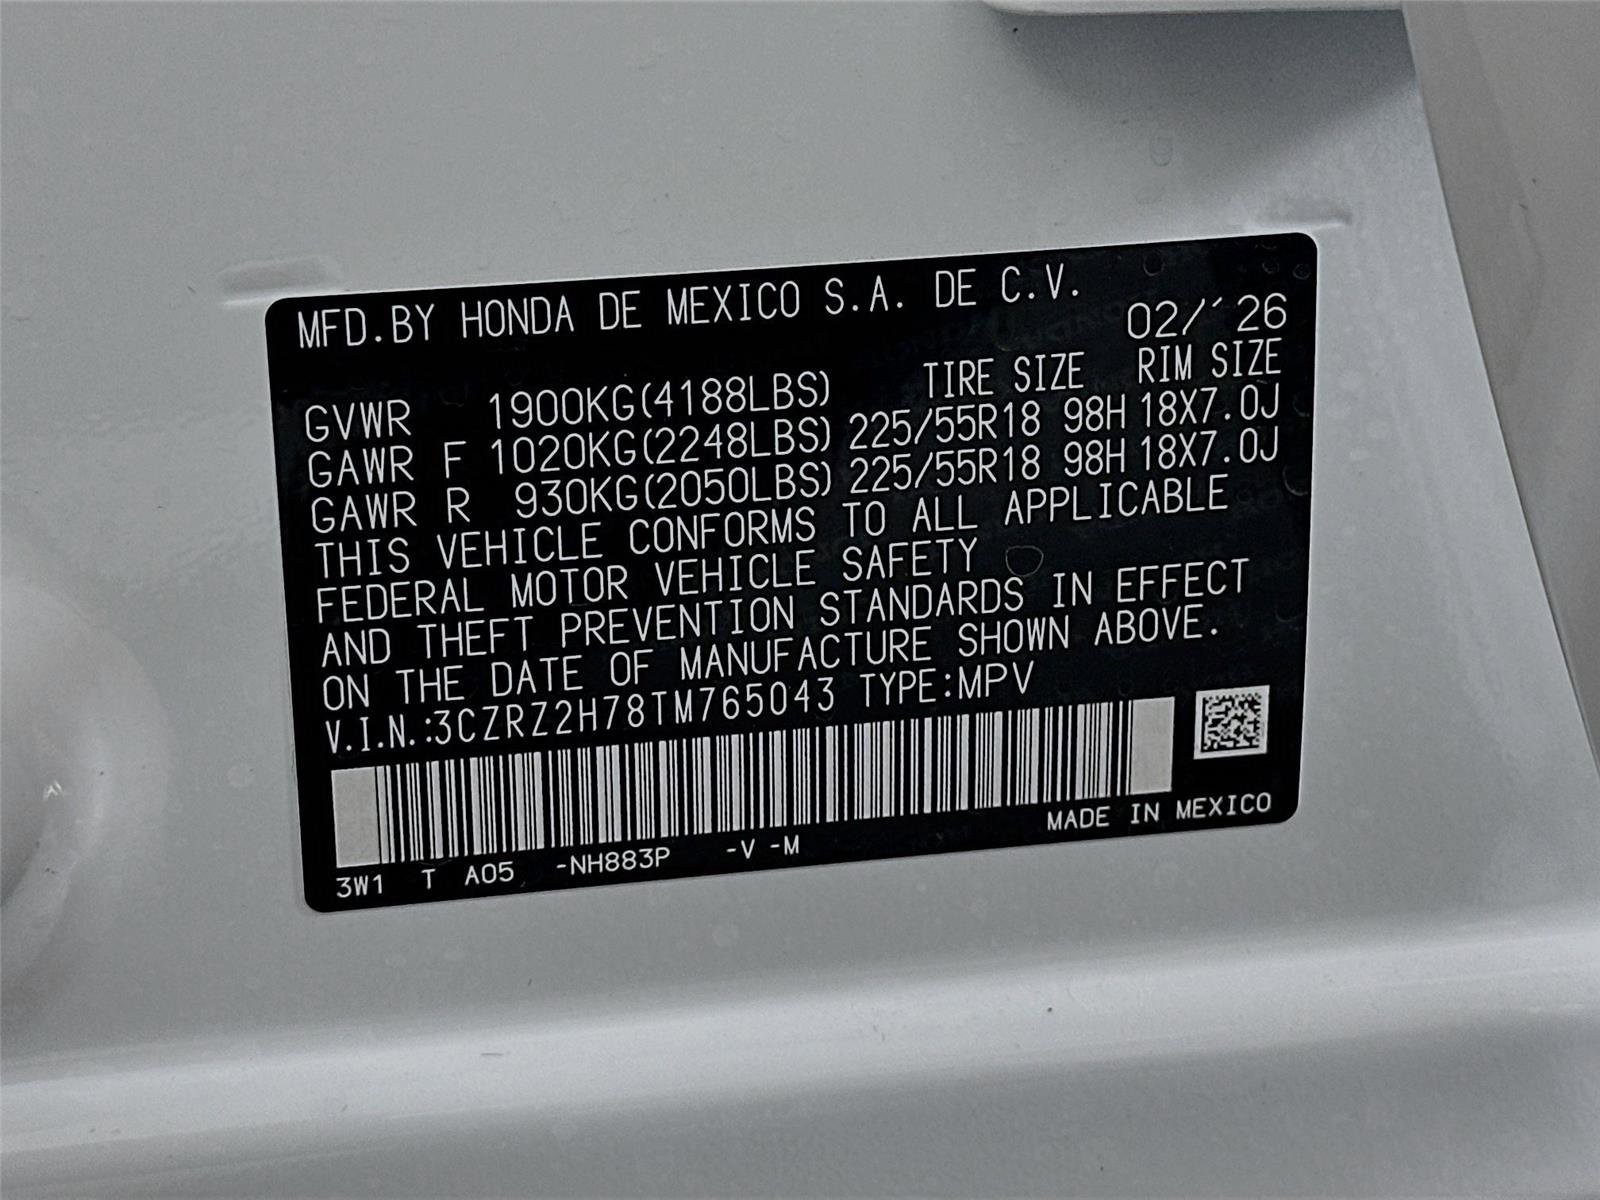 MFD.BY HONDA DE MEXICO S.A. DE C.V.
02/'26
TIRE SIZE RIM SIZE
GVWR 1900KG(4188LBS)
GAWR F 1020KG(2248LBS) 225/55R18 98H 18X7.0J
GAWR R 930KG(2050LBS) 225/55R18 98H 18X7.0J
THIS VEHICLE CONFORMS TO ALL APPLICABLE
FEDERAL MOTOR VEHICLE SAFETY
AND THEFT PREVENTION STANDARDS IN EFFECT
ON THE DATE OF MANUFACTURE SHOWN ABOVE.
V.I.N.:3CZRZ2H78TM765043 TYPE:MPV
MADE IN MEXICO
3W1 T A05 -NH883P -V -M